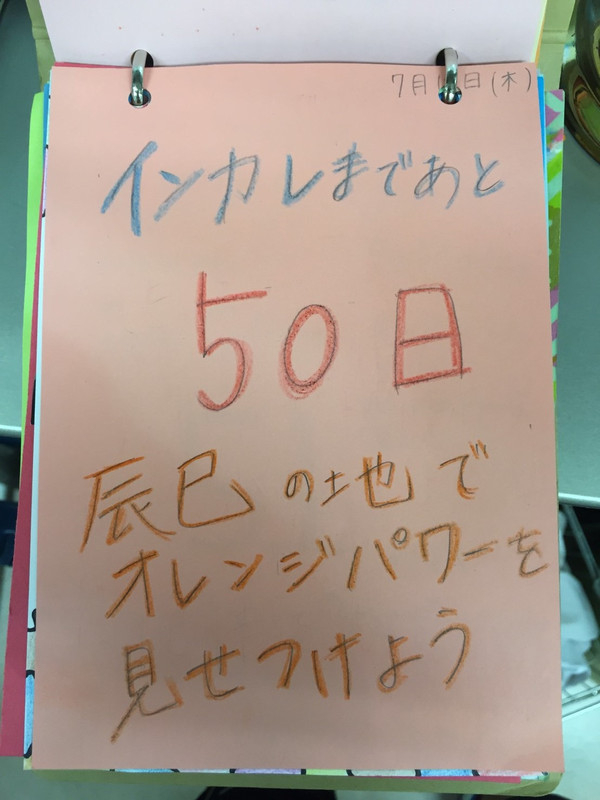 7月 日(木)
インカレまであと
50日
辰巳の地で
オレンジパワーを
見せつけよう